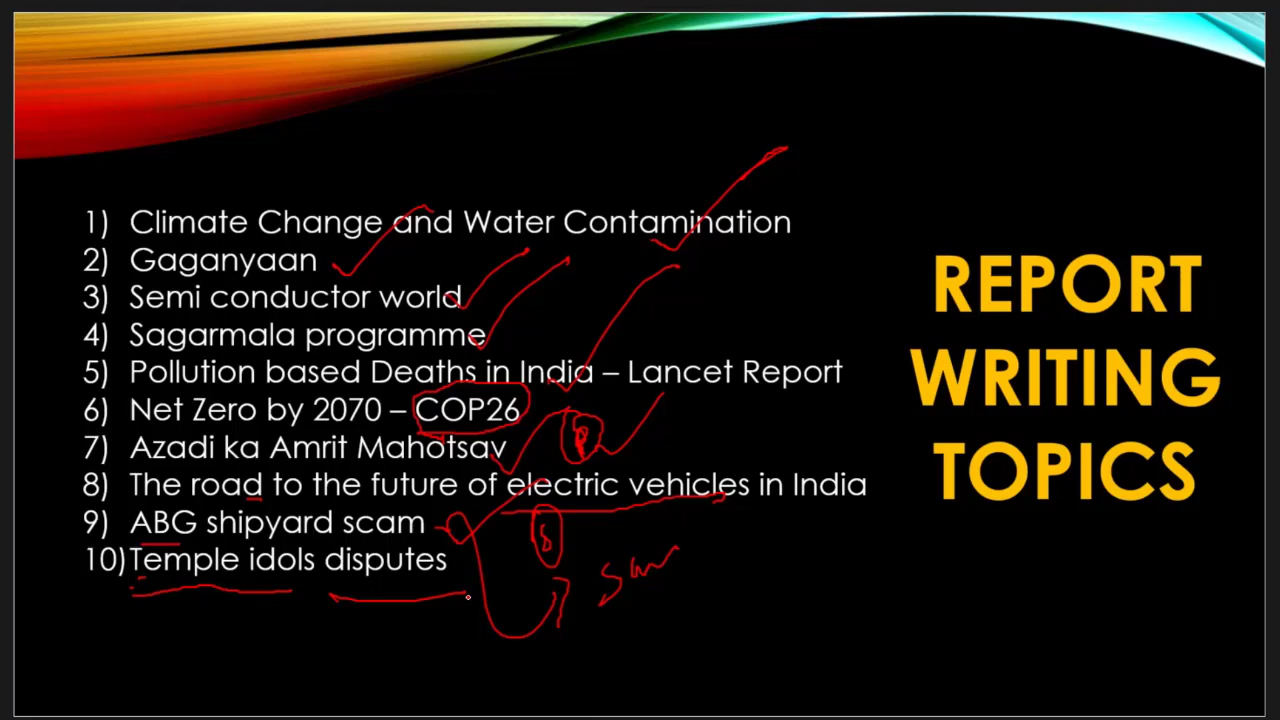 1) Climate Change and Water Contamination
2) Gaganyaan
3) Semi conductor world
4) Sagarmala programme
5) Pollution based Deaths in India – Lancet Report
6) Net Zero by 2070 – COP26
7) Azadi ka Amrit Mahotsav
8) The road to the future of electric vehicles in India
9) ABG shipyard scam
10)Temple idols disputes
REPORT
WRITING
TOPICS